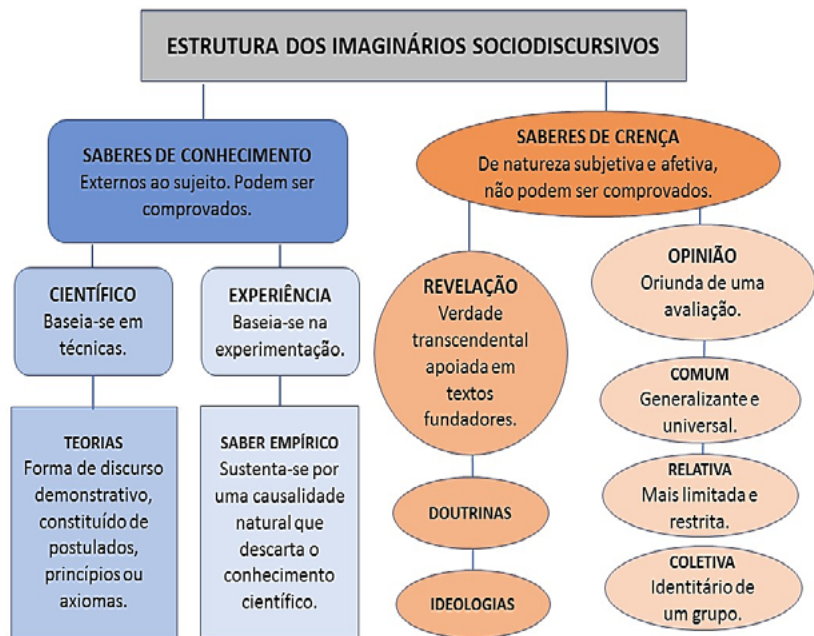 ESTRUTURA DOS IMAGINÁRIOS SOCIODISCURSIVOS
SABERES DE CONHECIMENTO
Externos ao sujeito. Podem ser
comprovados.
SABERES DE CRENÇA
De natureza subjetiva e afetiva,
não podem ser comprovados.
CIENTÍFICO
Baseia-se em
técnicas.
EXPERIÊNCIA
Baseia-se na
experimentação.
REVELAÇÃO
Verdade
transcendental
apoiada em
textos
fundadores.
OPINIÃO
Oriunda de uma
avaliação.
TEORIAS
Forma de discurso
demonstrativo,
constituído de
postulados,
princípios ou
axiomas.
SABER EMPÍRICO
Sustenta-se por
uma causalidade
natural que
descarta o
conhecimento
científico.
DOUTRINAS
IDEOLOGIAS
COMUM
Generalizante e
universal.
RELATIVA
Mais limitada e
restrita.
COLETIVA
Identitário de
um grupo.